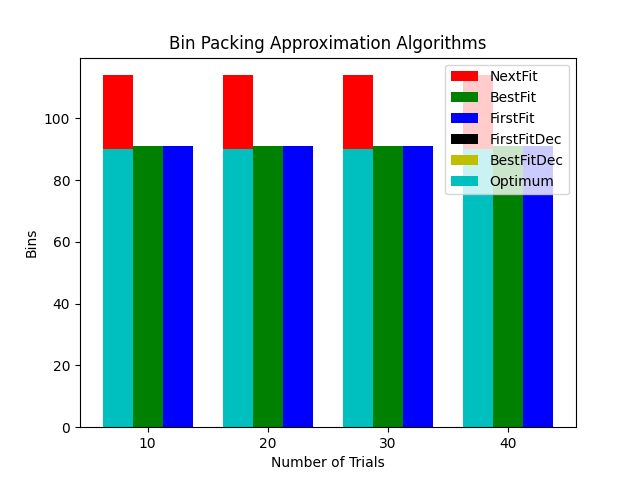 Bin Packing Approximation Algorithms
NextFit
BestFit
FirstFit
FirstFitDec
BestFitDec
Optimum
100
80
60
40
20
0
Bins
10
20
30
40
Number of Trials